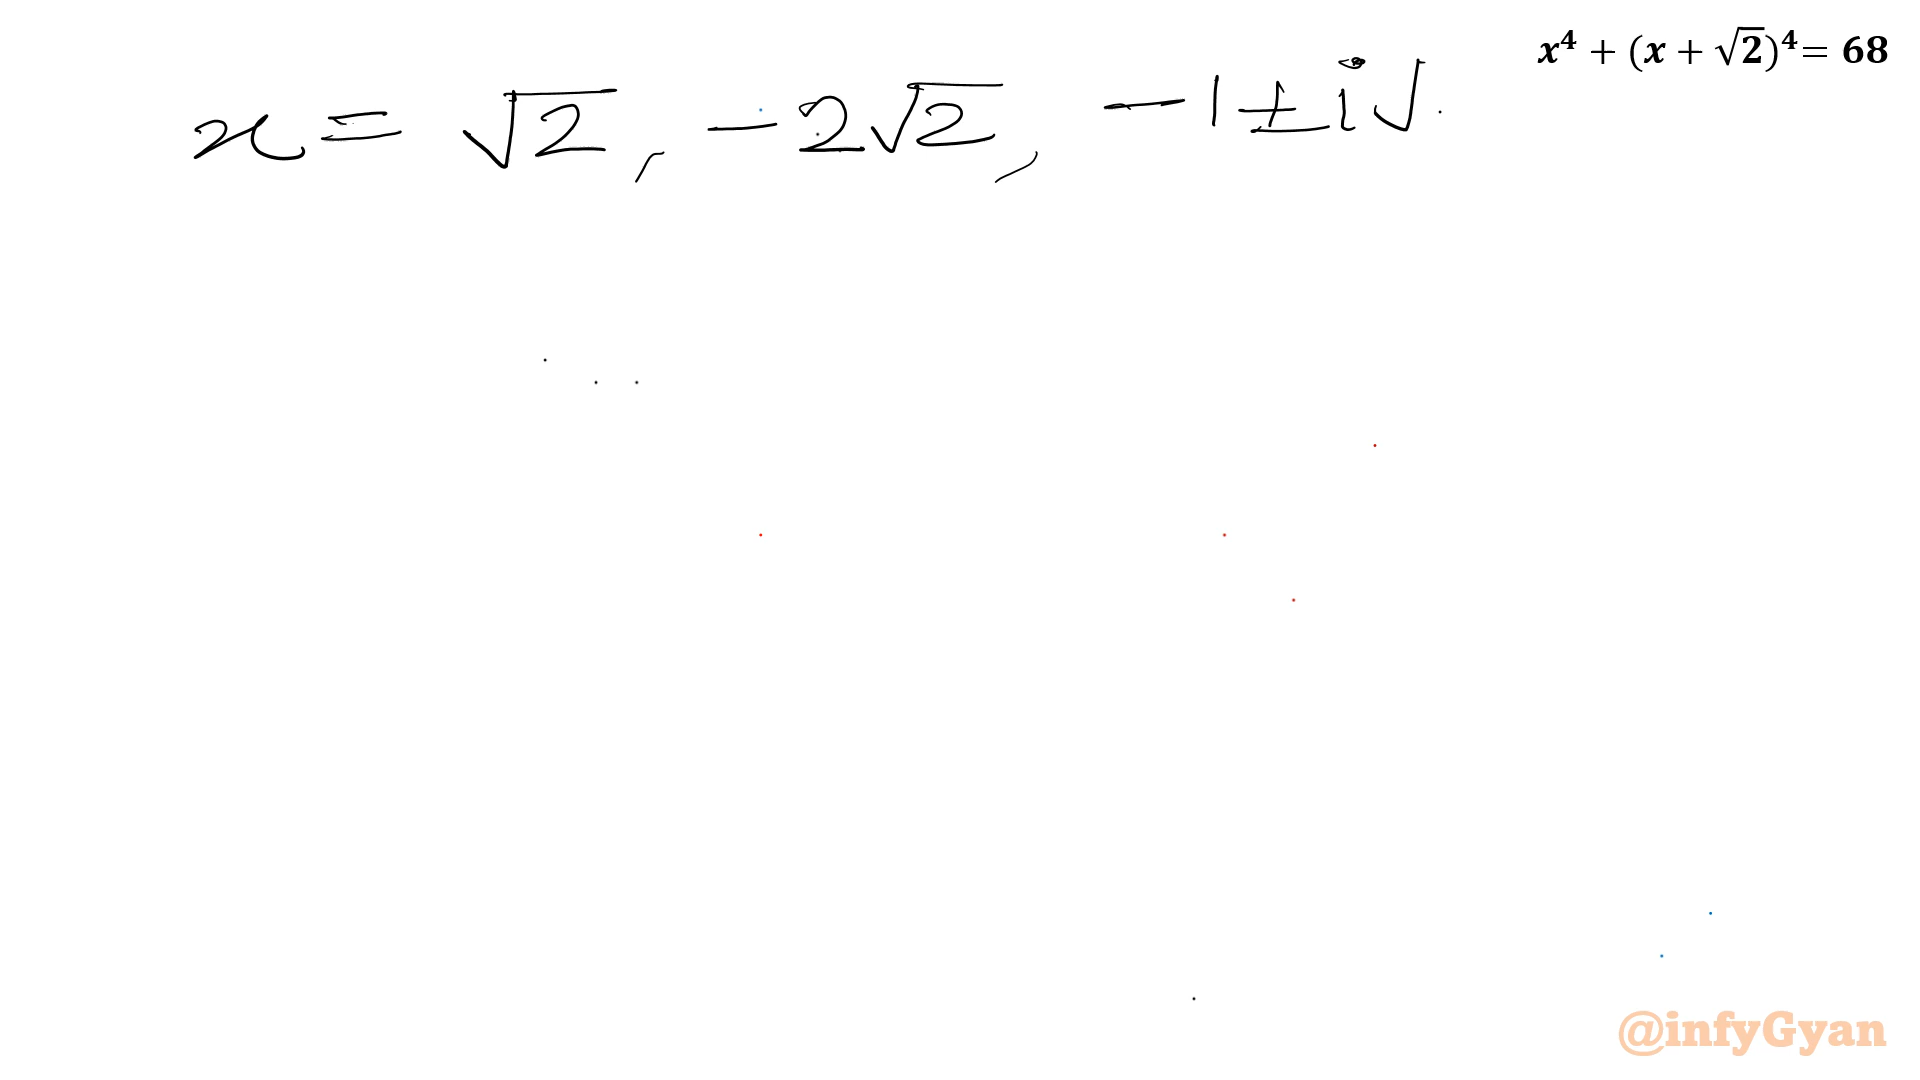 x⁴ + (x + √2)⁴= 68
x = √2, -2√2, -1 ± i√
@infyGyan